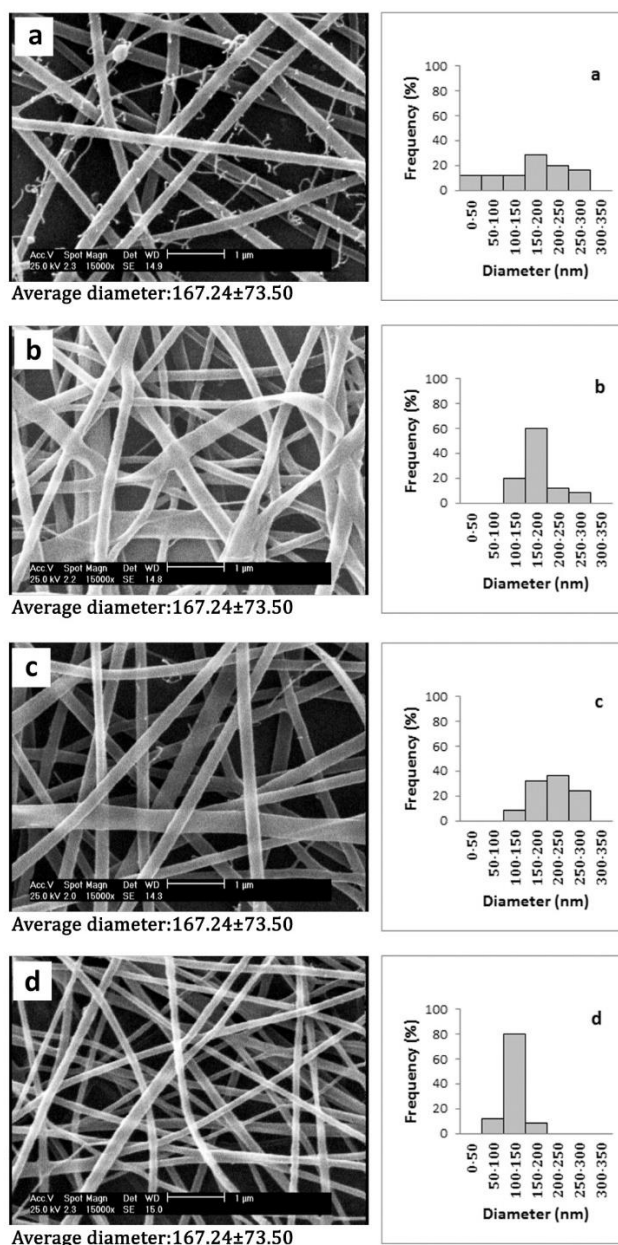 a
Acc.V Spot Magn Det WD 1 µm
25.0 kV 2.3 15000x SE 14.9
Average diameter:167.24±73.50
a
Frequency (%)
100
80
60
40
20
0
0-50
50-100
100-150
150-200
200-250
250-300
300-350
Diameter (nm)
b
Acc.V Spot Magn Det WD 1 µm
25.0 kV 2.2 15000x SE 14.8
Average diameter:167.24±73.50
b
Frequency (%)
100
80
60
40
20
0
0-50
50-100
100-150
150-200
200-250
250-300
300-350
Diameter (nm)
c
Acc.V Spot Magn Det WD 1 µm
25.0 kV 2.0 15000x SE 14.3
Average diameter:167.24±73.50
c
Frequency (%)
100
80
60
40
20
0
0-50
50-100
100-150
150-200
200-250
250-300
300-350
Diameter (nm)
d
Acc.V Spot Magn Det WD 1 µm
25.0 kV 2.3 15000x SE 15.0
Average diameter:167.24±73.50
d
Frequency (%)
100
80
60
40
20
0
0-50
50-100
100-150
150-200
200-250
250-300
300-350
Diameter (nm)